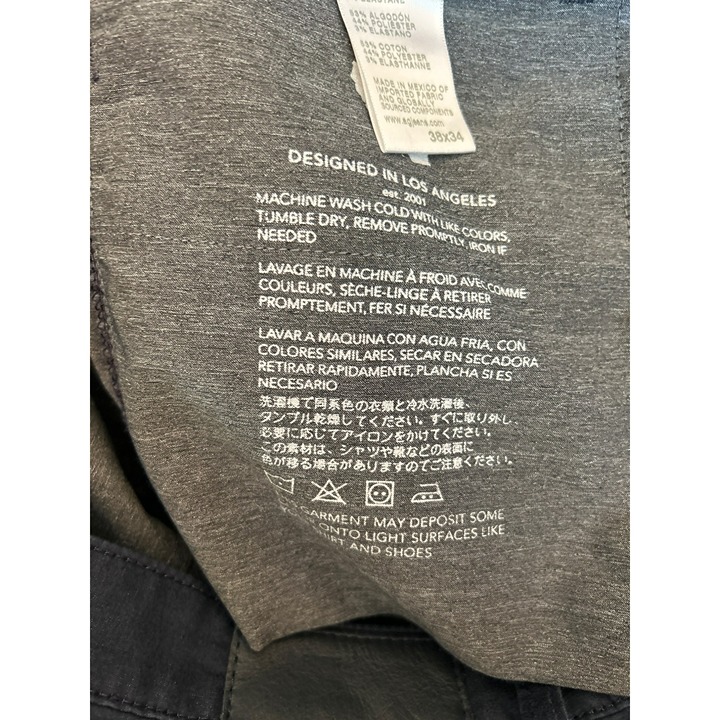 53% ALGODÓN
44% POLIÉSTER
3% ELASTANO
53% COTON
44% POLYESTER
3% ELASTHANNE
MADE IN MEXICO OF
IMPORTED FABRIC
AND GLOBALLY
SOURCED COMPONENTS
www.agjeans.com
38x34
DESIGNED IN LOS ANGELES
est. 2001
MACHINE WASH COLD WITH LIKE COLORS,
TUMBLE DRY, REMOVE PROMPTLY, IRON IF
NEEDED
LAVAGE EN MACHINE À FROID AVEC COMME
COULEURS, SÈCHE-LINGE À RETIRER
PROMPTEMENT, FER SI NÉCESSAIRE
LAVAR A MAQUINA CON AGUA FRIA, CON
COLORES SIMILARES, SECAR EN SECADORA
RETIRAR RAPIDAMENTE, PLANCHA SI ES
NECESARIO
洗濯機で同系色の衣類と冷水洗濯後、
タンブル乾燥してください。すぐに取り外し、
必要に応じてアイロンをかけてください。
この素材は、シャツや靴などの表面に
色が移る場合がありますのでご注意ください。
GARMENT MAY DEPOSIT SOME
ONTO LIGHT SURFACES LIKE
AND SHOES